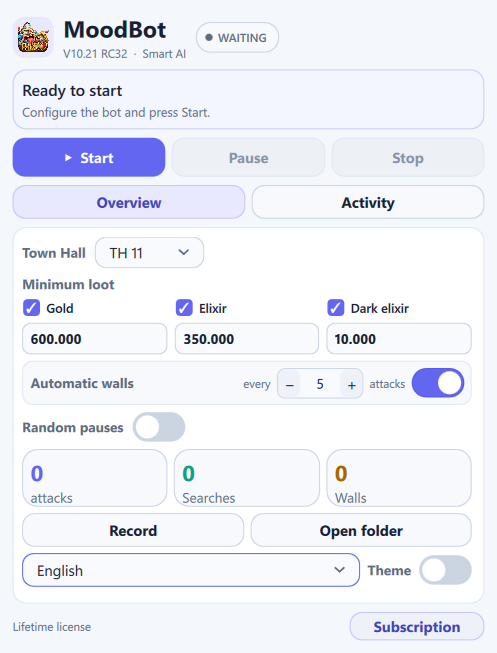 MoodBot
V10.21 RC32 · Smart AI
WAITING
Ready to start
Configure the bot and press Start.
Start
Pause
Stop
Overview
Activity
Town Hall
TH 11
Minimum loot
Gold
Elixir
Dark elixir
600.000
350.000
10.000
Automatic walls
every
− 5 +
attacks
Random pauses
0
attacks
0
Searches
0
Walls
Record
Open folder
English
Theme
Lifetime license
Subscription